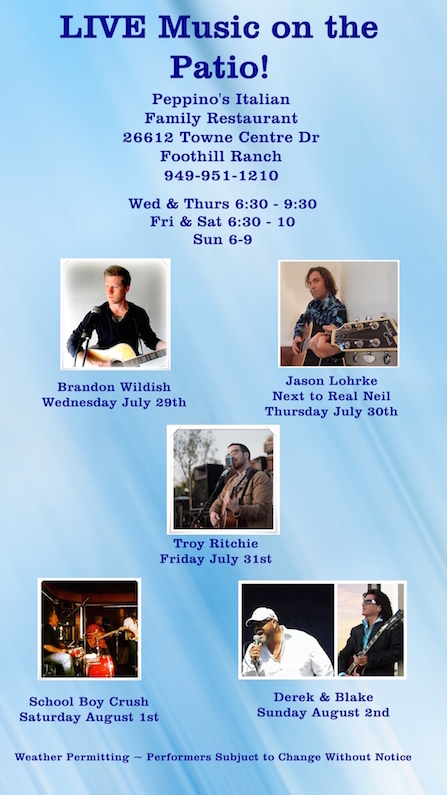 LIVE Music on the
Patio!
Peppino's Italian
Family Restaurant
26612 Towne Centre Dr
Foothill Ranch
949-951-1210
Wed & Thurs 6:30 - 9:30
Fri & Sat 6:30 - 10
Sun 6-9
Brandon Wildish
Wednesday July 29th
Jason Lohrke
Next to Real Neil
Thursday July 30th
Troy Ritchie
Friday July 31st
School Boy Crush
Saturday August 1st
Derek & Blake
Sunday August 2nd
Weather Permitting ~ Performers Subjuct to Change Without Notice